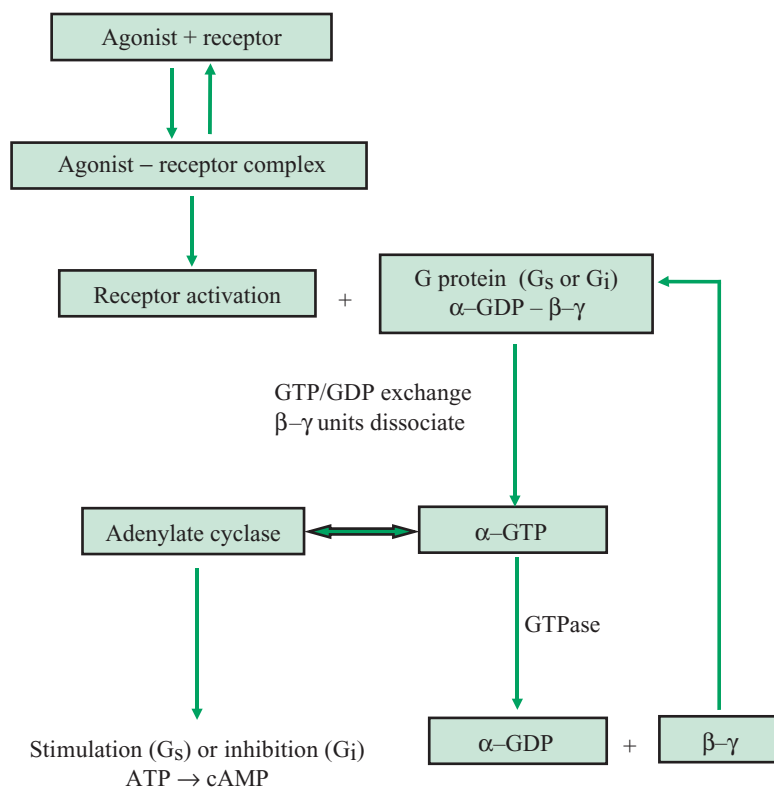 Agonist + receptor
Agonist – receptor complex
Receptor activation
+
G protein (Gs or Gi)
α–GDP – β–γ
GTP/GDP exchange
β–γ units dissociate
Adenylate cyclase
α–GTP
GTPase
Stimulation (Gs) or inhibition (Gi)
ATP → cAMP
α–GDP
+
β–γ